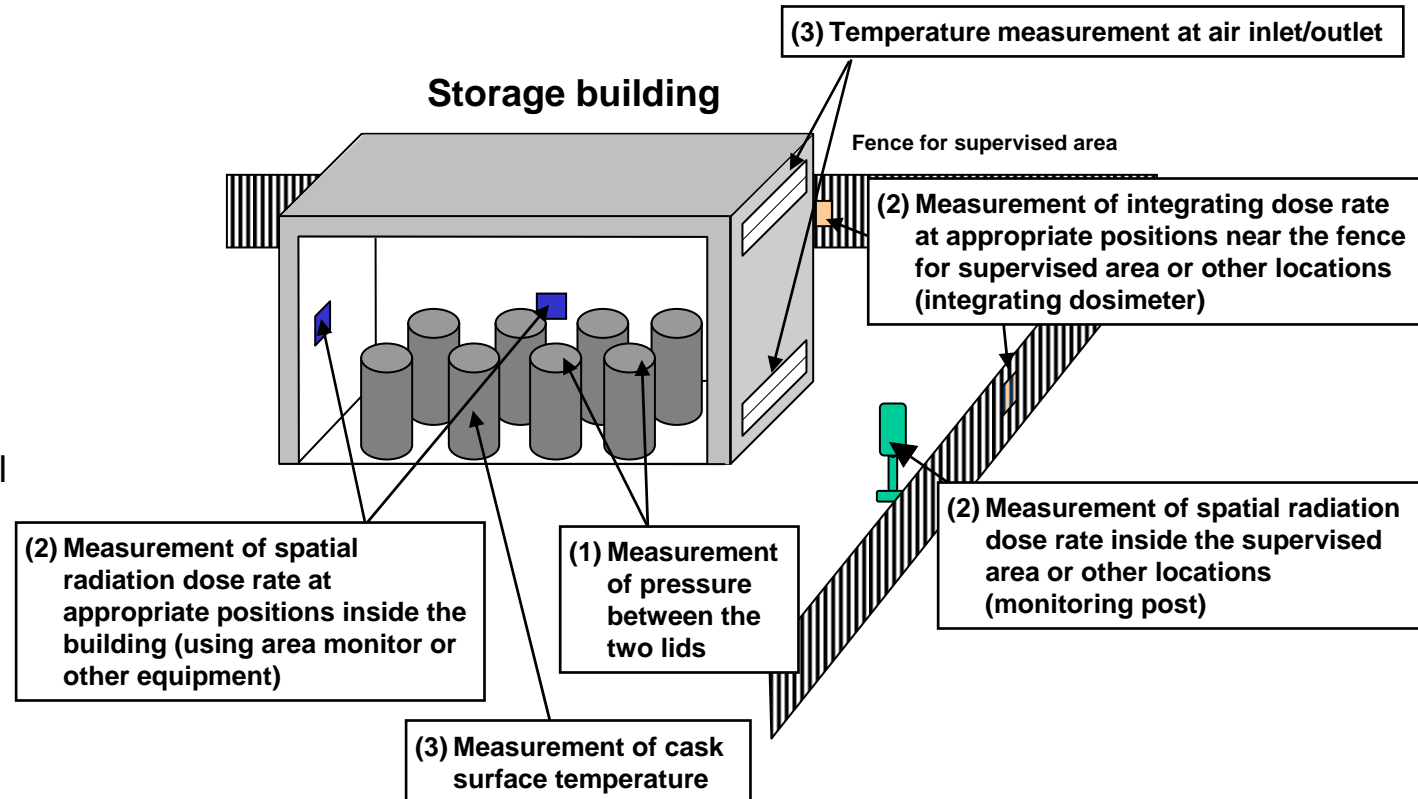 (3) Temperature measurement at air inlet/outlet
Storage building
Fence for supervised area
(2) Measurement of integrating dose rate
at appropriate positions near the fence
for supervised area or other locations
(integrating dosimeter)
l
(2) Measurement of spatial
radiation dose rate at
appropriate positions inside the
building (using area monitor or
other equipment)
(1) Measurement
of pressure
between the
two lids
(2) Measurement of spatial radiation
dose rate inside the supervised
area or other locations
(monitoring post)
(3) Measurement of cask
surface temperature